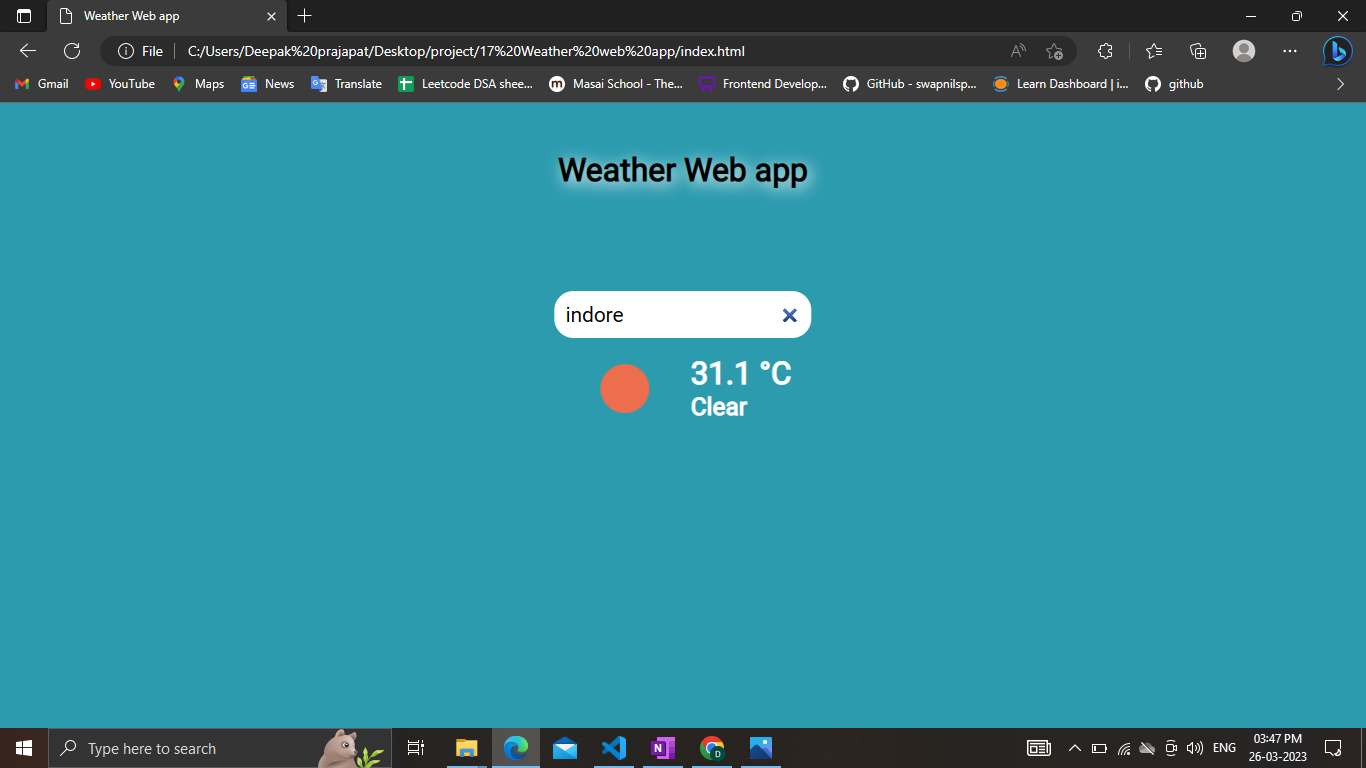 Weather Web app
File
C:/Users/Deepak%20prajapat/Desktop/project/17%20Weather%20web%20app/index.html
Gmail YouTube Maps News Translate Leetcode DSA shee... Masai School - The... Frontend Develop... GitHub - swapnilsp... Learn Dashboard | i... github
Weather Web app
indore
31.1 °C
Clear
Type here to search
ENG
03:47 PM
26-03-2023